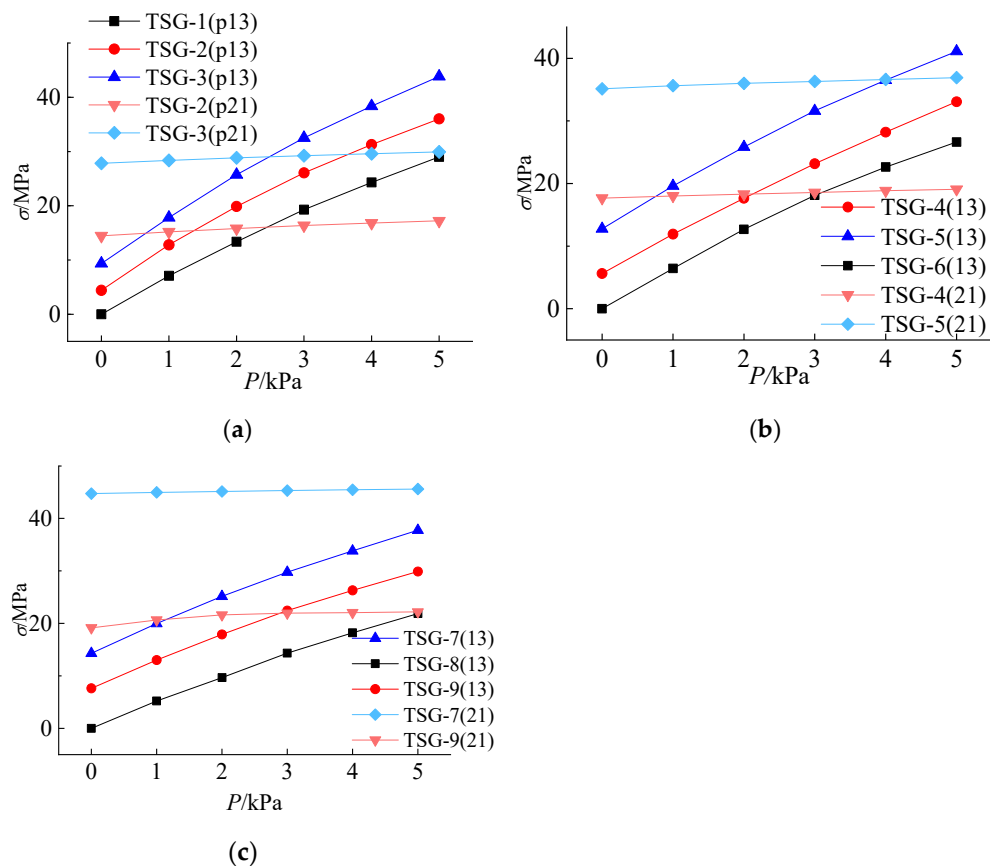 TSG-1(p13)
TSG-2(p13)
TSG-3(p13)
TSG-2(p21)
TSG-3(p21)
40
20
0
σ/MPa
0 1 2 3 4 5
P/kPa
(a)
40
20
0
σ/MPa
TSG-4(13)
TSG-5(13)
TSG-6(13)
TSG-4(21)
TSG-5(21)
0 1 2 3 4 5
P/kPa
(b)
40
20
0
σ/MPa
TSG-7(13)
TSG-8(13)
TSG-9(13)
TSG-7(21)
TSG-9(21)
0 1 2 3 4 5
P/kPa
(c)